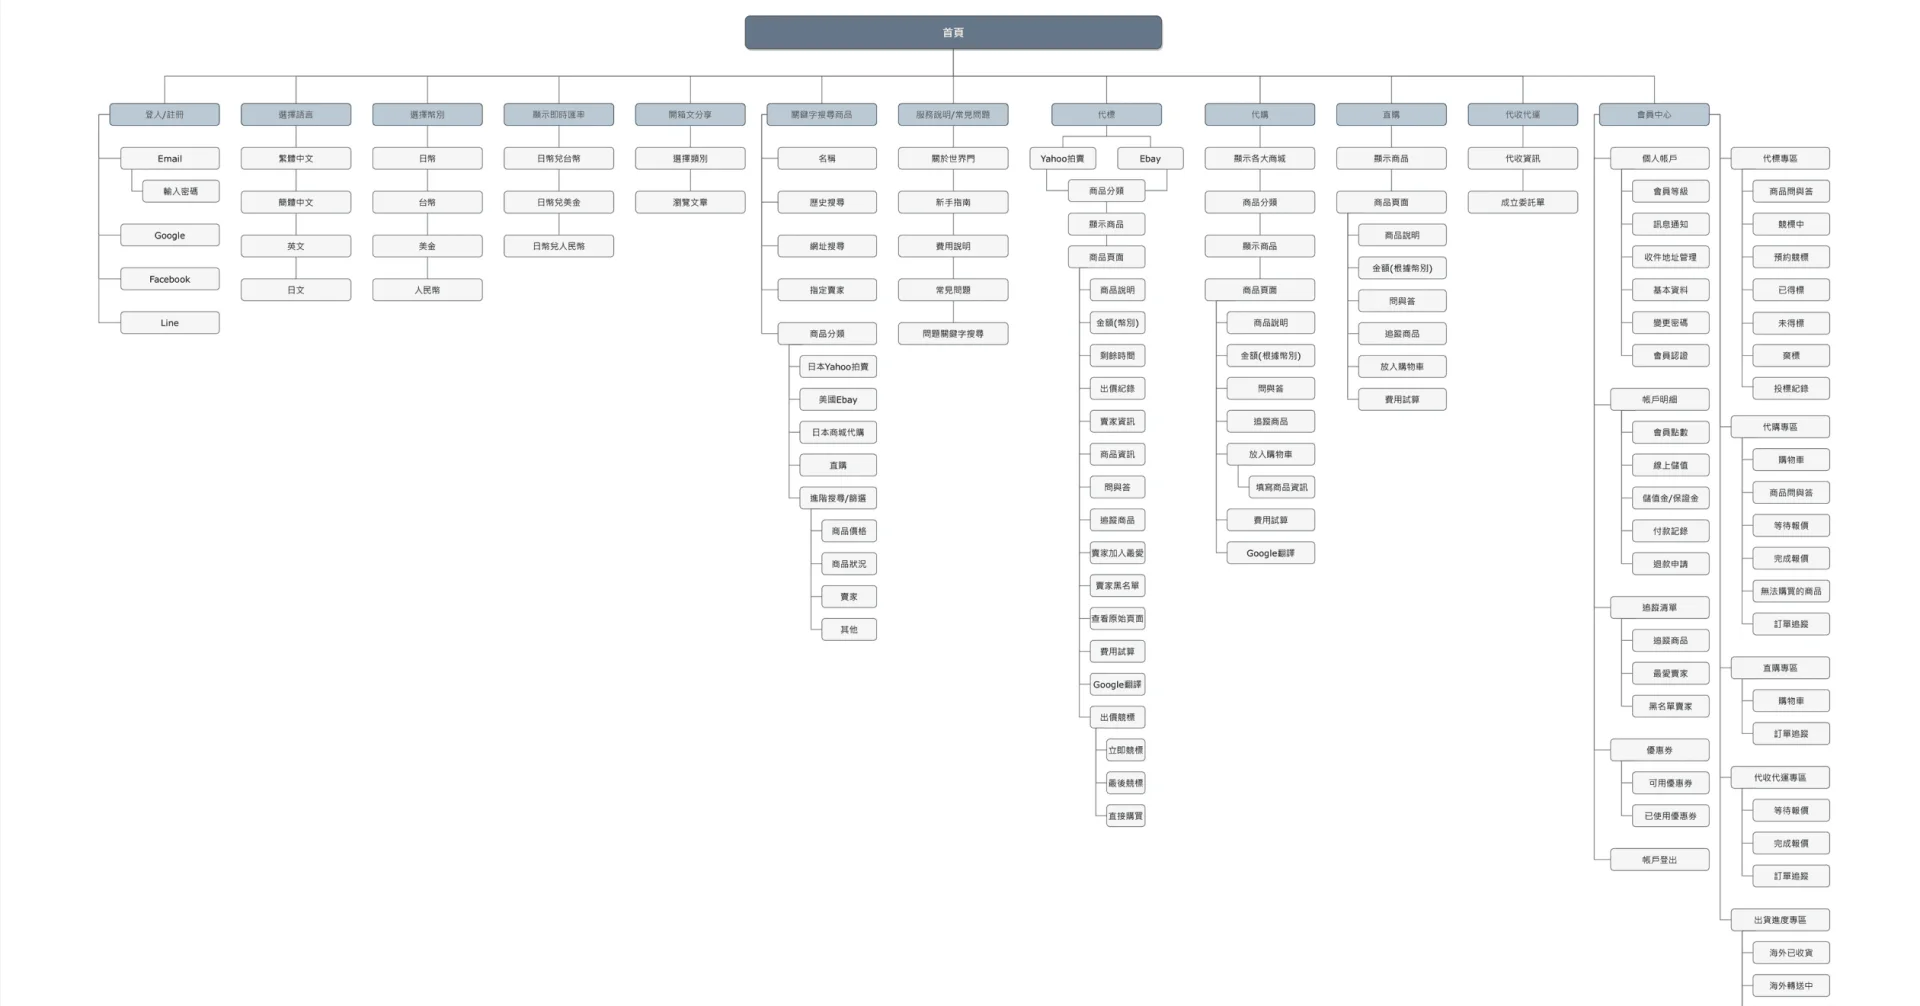 首頁
登入/註冊
Email
輸入密碼
Google
Facebook
Line
選擇語言
繁體中文
簡體中文
英文
日文
選擇幣別
日幣
台幣
美金
人民幣
顯示即時匯率
日幣兌台幣
日幣兌美金
日幣兌人民幣
開箱文分享
選擇類別
瀏覽文章
關鍵字搜尋商品
名稱
歷史搜尋
網址搜尋
指定賣家
商品分類
日本Yahoo拍賣
美國Ebay
日本商城代購
直購
進階搜尋/篩選
商品價格
商品狀況
賣家
其他
服務說明/常見問題
關於世界門
新手指南
費用說明
常見問題
問題關鍵字搜尋
代標
Yahoo拍賣
Ebay
商品分類
顯示商品
商品頁面
商品說明
金額(幣別)
剩餘時間
出價紀錄
賣家資訊
商品資訊
問與答
追蹤商品
賣家加入最愛
賣家黑名單
查看原始頁面
費用試算
Google翻譯
出價競標
立即競標
最後競標
直接購買
代購
顯示各大商城
商品分類
顯示商品
商品頁面
商品說明
金額(根據幣別)
問與答
追蹤商品
放入購物車
填寫商品資訊
費用試算
Google翻譯
直購
顯示商品
商品頁面
商品說明
金額(根據幣別)
問與答
追蹤商品
放入購物車
費用試算
代收代運
代收資訊
成立委託單
會員中心
個人帳戶
會員等級
訊息通知
收件地址管理
基本資料
變更密碼
會員認證
帳戶明細
會員點數
線上儲值
儲值金/保證金
付款記錄
退款申請
追蹤清單
追蹤商品
最愛賣家
黑名單賣家
優惠券
可用優惠券
已使用優惠券
帳戶登出
代標專區
商品問與答
競標中
預約競標
已得標
未得標
棄標
投標紀錄
代購專區
購物車
商品問與答
等待報價
完成報價
無法購買的商品
訂單追蹤
直購專區
購物車
訂單追蹤
代收代運專區
等待報價
完成報價
訂單追蹤
出貨進度專區
海外已收貨
海外轉送中